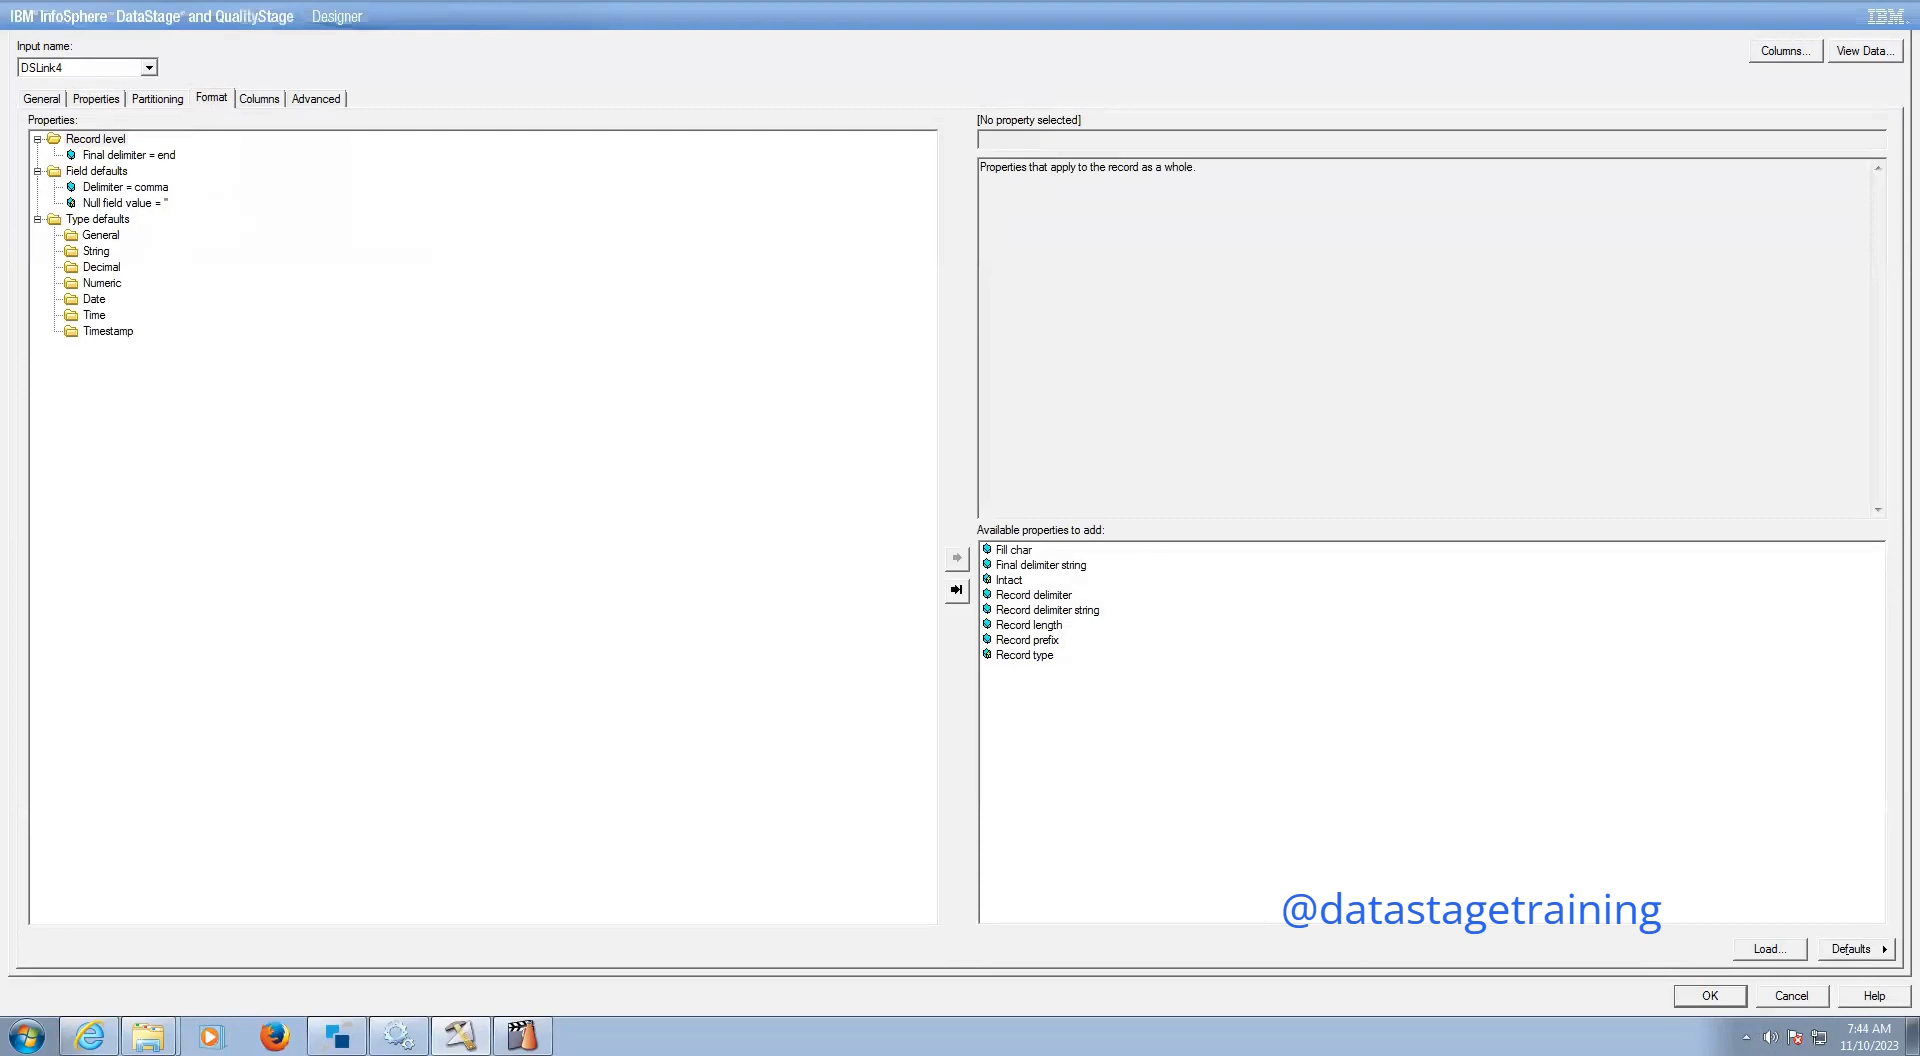 IBM® InfoSphere™ DataStage® and QualityStage Designer
IBM.
Input name:
DSLink4
Columns...
View Data...
General
Properties
Partitioning
Format
Columns
Advanced
Properties:
Record level
Final delimiter = end
Field defaults
Delimiter = comma
Null field value = ''
Type defaults
General
String
Decimal
Numeric
Date
Time
Timestamp
[No property selected]
Properties that apply to the record as a whole.
Available properties to add:
Fill char
Final delimiter string
Intact
Record delimiter
Record delimiter string
Record length
Record prefix
Record type
@datastagetraining
Load...
Defaults
OK
Cancel
Help
7:44 AM
11/10/2023